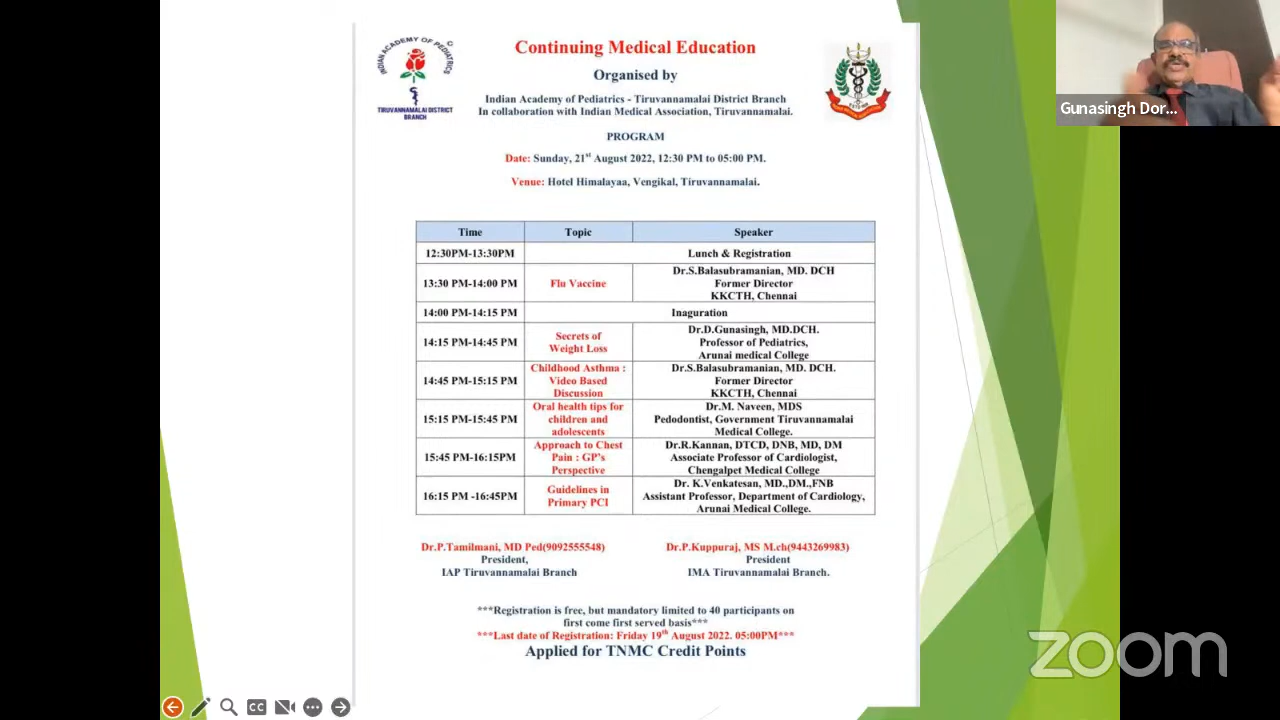 Continuing Medical Education
Organised by
Indian Academy of Pediatrics - Tiruvannamalai District Branch
In collaboration with Indian Medical Association, Tiruvannamalai.
PROGRAM
Date: Sunday, 21st August 2022, 12:30 PM to 05:00 PM.
Venue: Hotel Himalayaa, Vengikal, Tiruvannamalai.
INDIAN ACADEMY OF PEDIATRICS
TIRUVANNAMALAI DISTRICT
BRANCH
Gunasingh Dor...
Time Topic Speaker
12:30PM-13:30PM Lunch & Registration
13:30 PM-14:00 PM Flu Vaccine Dr.S.Balasubramanian, MD. DCH
Former Director
KKCTH, Chennai
14:00 PM-14:15 PM Inaguration
14:15 PM-14:45 PM Secrets of
Weight Loss Dr.D.Gunasingh, MD.DCH.
Professor of Pediatrics,
Arunai medical College
14:45 PM-15:15 PM Childhood Asthma :
Video Based
Discussion Dr.S.Balasubramanian, MD. DCH.
Former Director
KKCTH, Chennai
15:15 PM-15:45 PM Oral health tips for
children and
adolescents Dr.M. Naveen, MDS
Pedodontist, Government Tiruvannamalai
Medical College.
15:45 PM-16:15PM Approach to Chest
Pain : GP's
Perspective Dr.R.Kannan, DTCD, DNB, MD, DM
Associate Professor of Cardiologist,
Chengalpet Medical College
16:15 PM -16:45PM Guidelines in
Primary PCI Dr. K.Venkatesan, MD.,DM.,FNB
Assistant Professor, Department of Cardiology,
Arunai Medical College.
Dr.P.Tamilmani, MD Ped(9092555548)
President,
IAP Tiruvannamalai Branch
Dr.P.Kuppuraj, MS M.ch(9443269983)
President
IMA Tiruvannamalai Branch.
***Registration is free, but mandatory limited to 40 participants on
first come first served basis***
***Last date of Registration: Friday 19th August 2022. 05:00PM***
Applied for TNMC Credit Points
CC
zoom